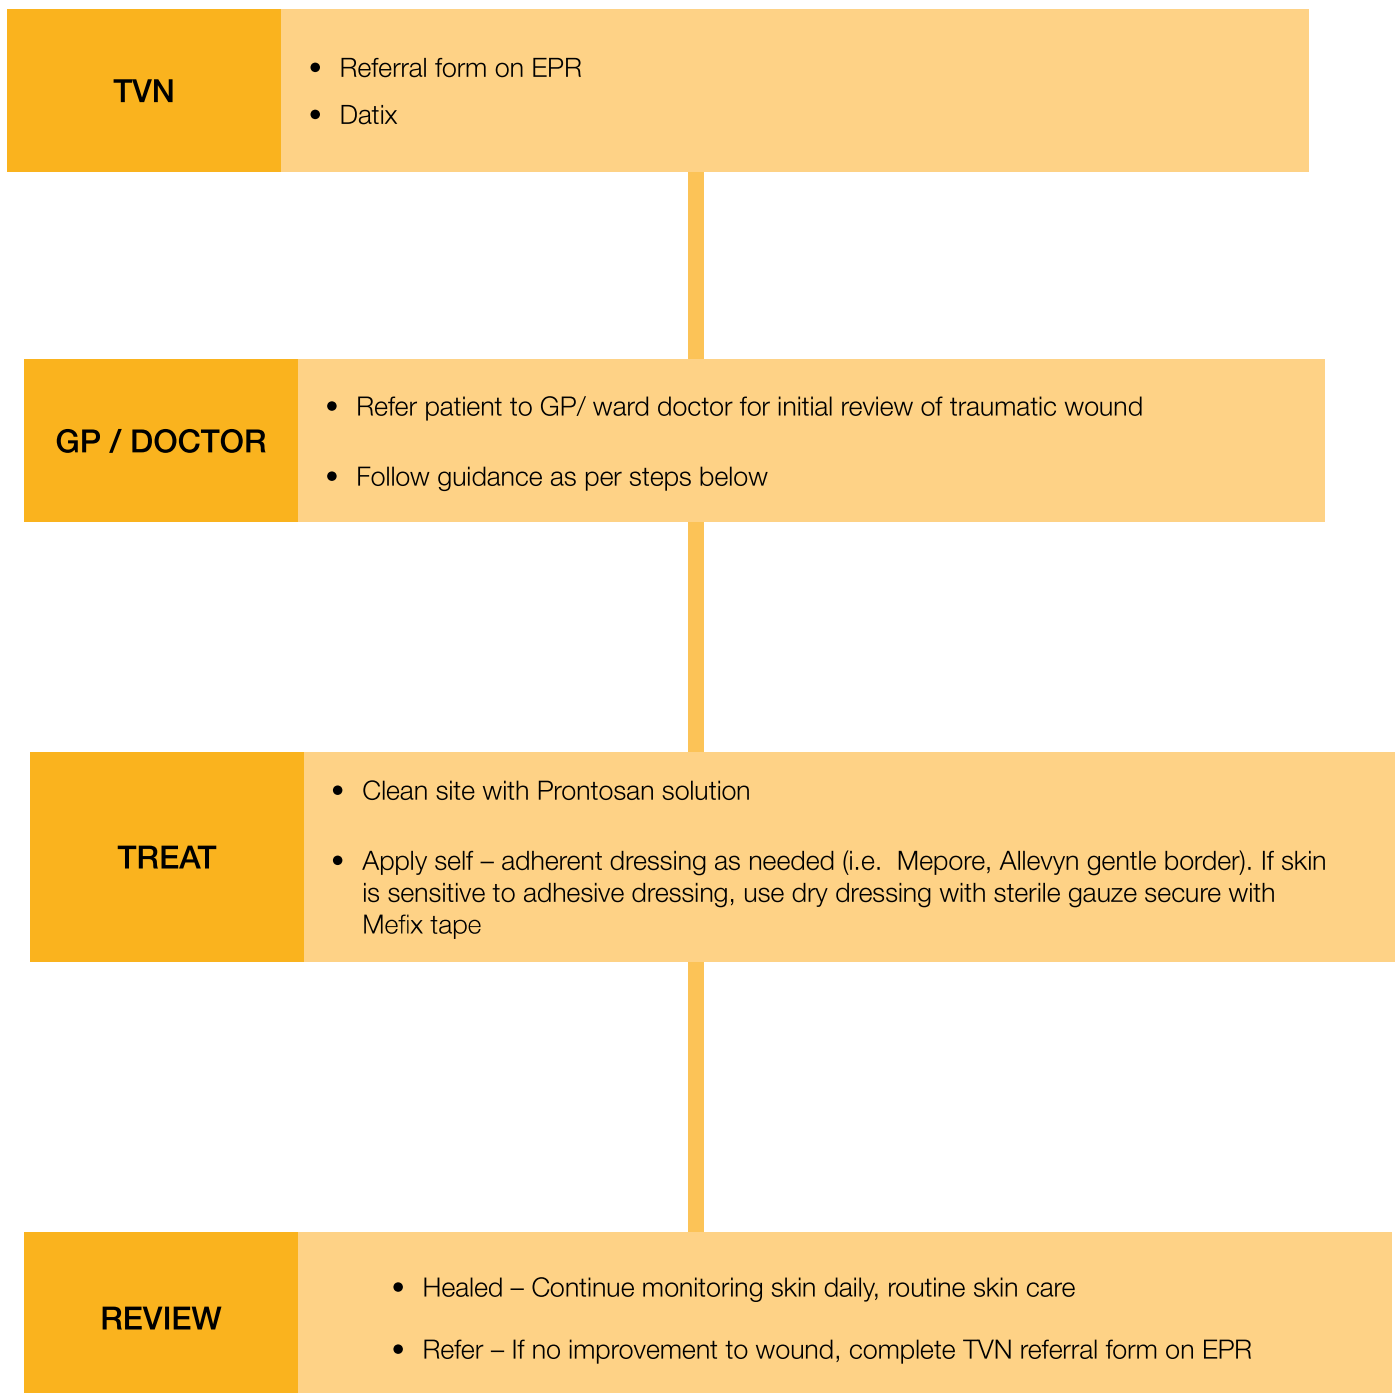 TVN
• Referral form on EPR
• Datix
GP / DOCTOR
• Refer patient to GP/ ward doctor for initial review of traumatic wound
• Follow guidance as per steps below
TREAT
• Clean site with Prontosan solution
• Apply self – adherent dressing as needed (i.e.  Mepore, Allevyn gentle border). If skin
is sensitive to adhesive dressing, use dry dressing with sterile gauze secure with
Mefix tape
REVIEW
• Healed – Continue monitoring skin daily, routine skin care
• Refer – If no improvement to wound, complete TVN referral form on EPR